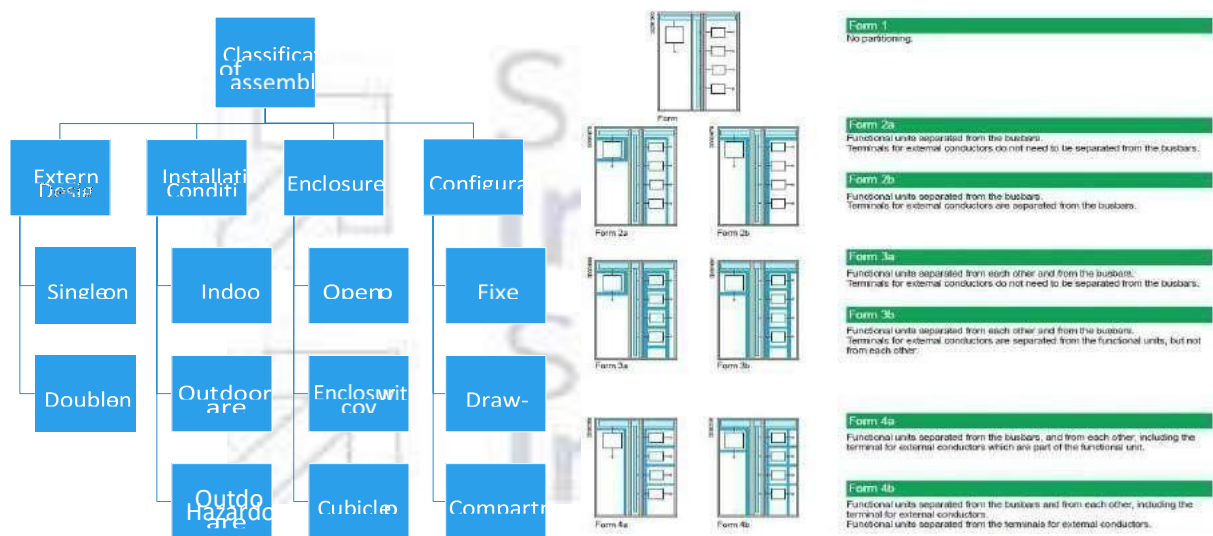 Classificat
of
assembl
Extern
Desig
Installatio
Conditi
Enclosure
Configura
Single on
Indoo
Open p
Fixe
Double on
Outdoor
are
Enclosur wit
cov
Draw-
Outdo
Hazardo
are
Cubicle p
Compartr
Form
Form 2a
Form 2b
Form 3a
Form 3b
Form 4a
Form 4b
Form 1
No partitioning.
Form 2a
Functional units separated from the busbars.
Terminals for external conductors do not need to be separated from the busbars.
Form 2b
Functional units separated from the busbars.
Terminals for external conductors are separated from the busbars.
Form 3a
Functional units separated from each other and from the busbars.
Terminals for external conductors do not need to be separated from the busbars.
Form 3b
Functional units separated from each other and from the busbars.
Terminals for external conductors are separated from the functional units, but not
from each other.
Form 4a
Functional units separated from the busbars, and from each other, including the
terminal for external conductors which are part of the functional unit.
Form 4b
Functional units separated from the busbars and from each other, including the
terminal for external conductors.
Functional units separated from the terminals for external conductors.